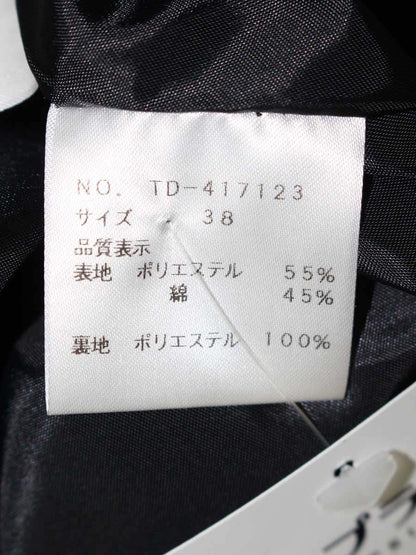 NO. TD-417123
サイズ 38
品質表示
表地 ポリエステル 55%
綿 45%
裏地 ポリエステル 100%